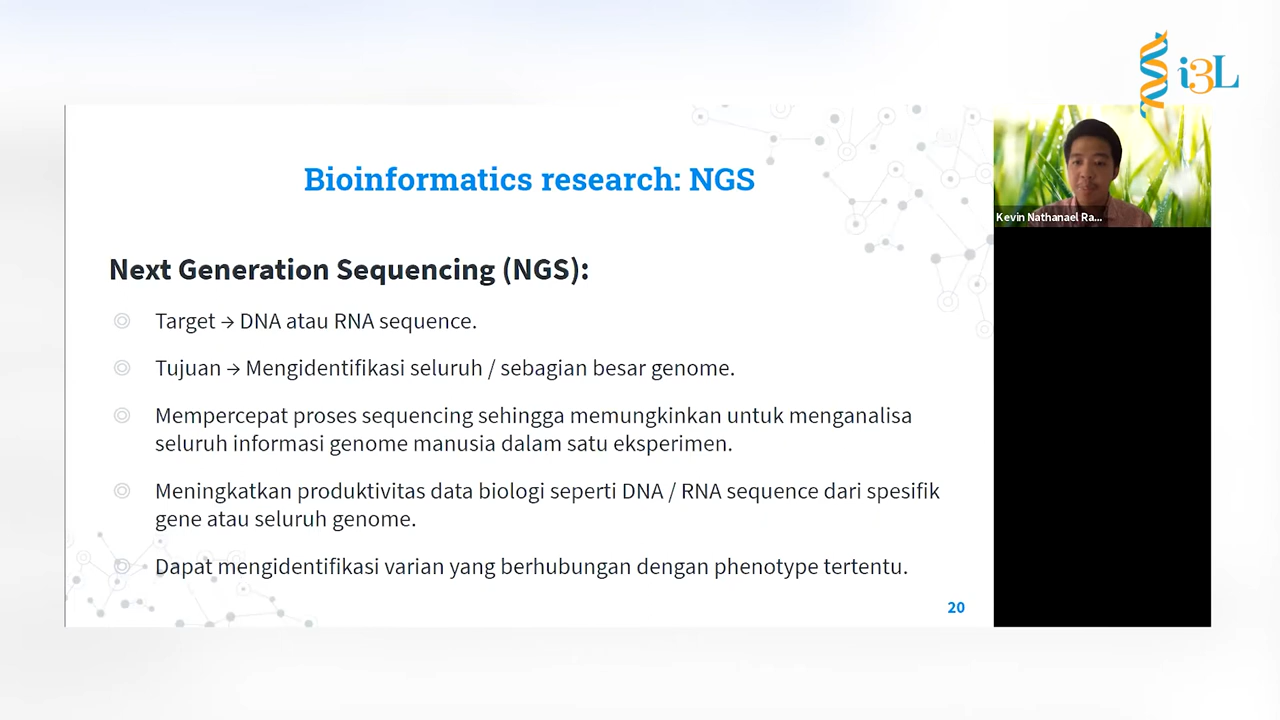 i3L
Bioinformatics research: NGS
Kevin Nathanael Ra...
Next Generation Sequencing (NGS):
Target → DNA atau RNA sequence.
Tujuan → Mengidentifikasi seluruh / sebagian besar genome.
Mempercepat proses sequencing sehingga memungkinkan untuk menganalisa
seluruh informasi genome manusia dalam satu eksperimen.
Meningkatkan produktivitas data biologi seperti DNA / RNA sequence dari spesifik
gene atau seluruh genome.
Dapat mengidentifikasi varian yang berhubungan dengan phenotype tertentu.
20